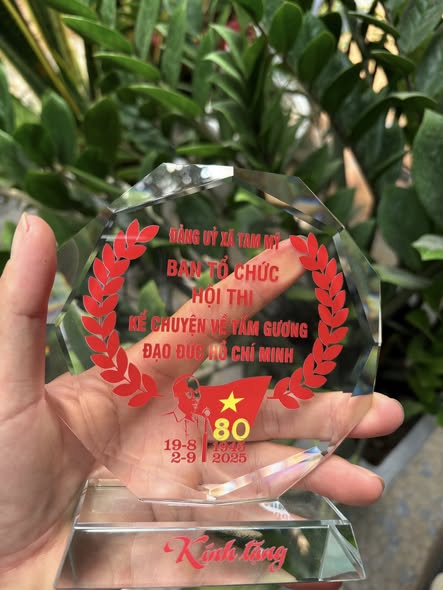 ĐẢNG UỶ XÃ TAM MỸ
BAN TỔ CHỨC
HỘI THI
KỂ CHUYỆN VỀ TẤM GƯƠNG
ĐẠO ĐỨC HỒ CHÍ MINH
80
19-8 1945
2-9 2025
Kính tặng